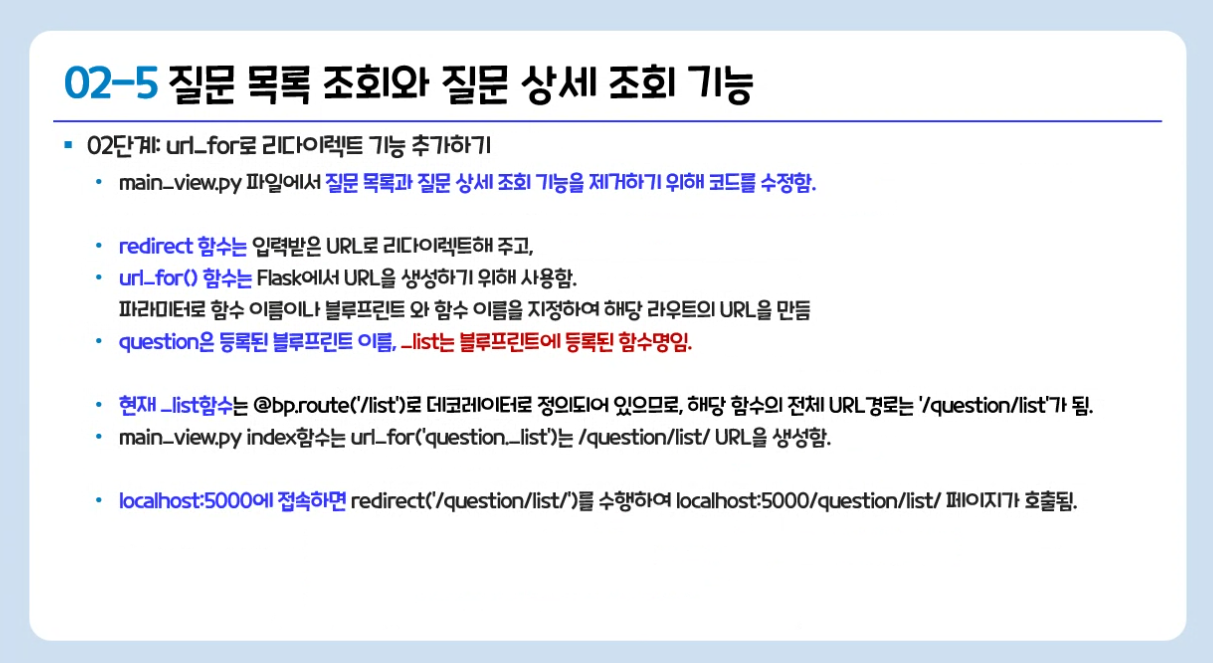 02-5 질문 목록 조회와 질문 상세 조회 기능
▪ 02단계: url_for로 리다이렉트 기능 추가하기
• main_view.py 파일에서 질문 목록과 질문 상세 조회 기능을 제거하기 위해 코드를 수정함.
• redirect 함수는 입력받은 URL로 리다이렉트해 주고,
• url_for() 함수는 Flask에서 URL을 생성하기 위해 사용함.
파라미터로 함수 이름이나 블루프린트 와 함수 이름을 지정하여 해당 라우트의 URL을 만듦
• question은 등록된 블루프린트 이름, _list는 블루프린트에 등록된 함수명임.
• 현재 _list함수는 @bp.route('/list')로 데코레이터로 정의되어 있으므로, 해당 함수의 전체 URL경로는 '/question/list'가 됨.
• main_view.py index함수는 url_for('question._list')는 /question/list/ URL을 생성함.
• localhost:5000에 접속하면 redirect('/question/list/')를 수행하여 localhost:5000/question/list/ 페이지가 호출됨.